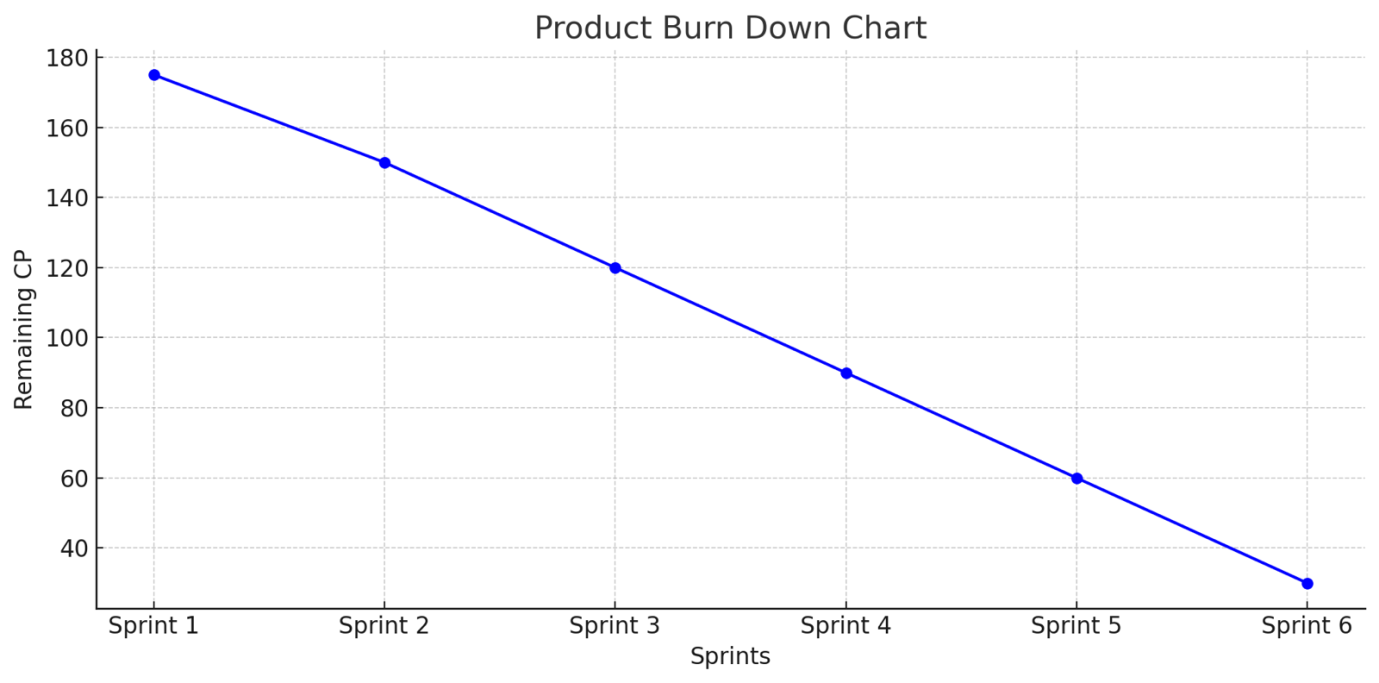 Product Burn Down Chart
180
160
140
120
100
80
60
40
Remaining CP
Sprint 1 Sprint 2 Sprint 3 Sprint 4 Sprint 5 Sprint 6
Sprints